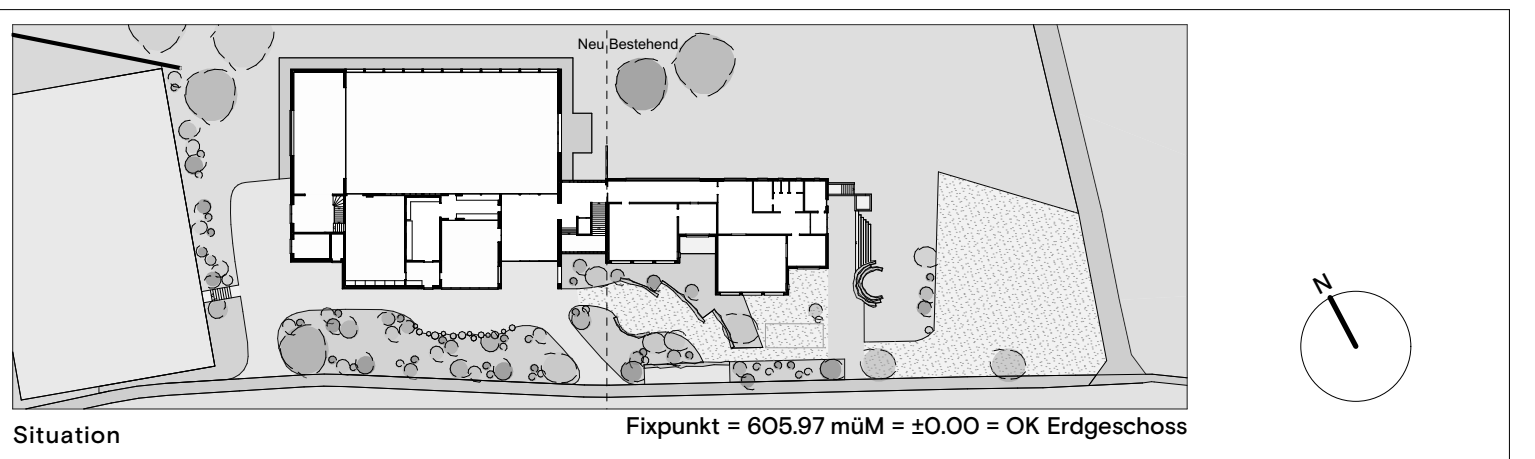 Neu Bestehend
N
Situation
Fixpunkt = 605.97 müM = ±0.00 = OK Erdgeschoss